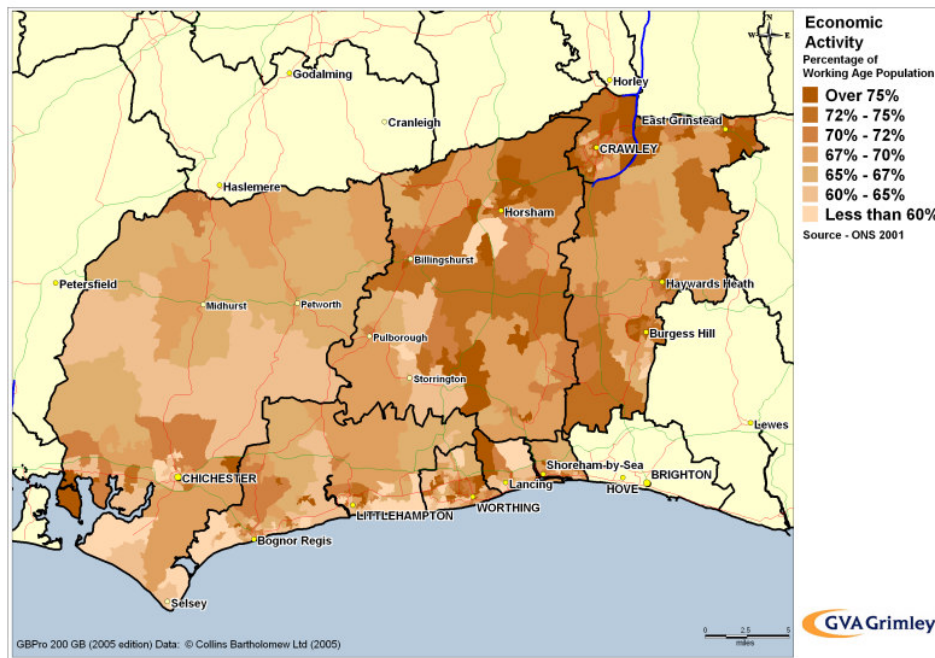 Economic
Activity
Percentage of
Working Age Population
Over 75%
72% - 75%
70% - 72%
67% - 70%
65% - 67%
60% - 65%
Less than 60%
Source - ONS 2001
N
W
E
S
Godalming
Horley
Cranleigh
East Grinstead
CRAWLEY
Haslemere
Horsham
Billingshurst
Petersfield
Haywards Heath
Midhurst
Petworth
Burgess Hill
Pulborough
Storrington
Lewes
CHICHESTER
Shoreham-by-Sea
BRIGHTON
Lancing
HOVE
LITTLEHAMPTON
WORTHING
Bognor Regis
Selsey
0 2.5 5
miles
GBPro 200 GB (2005 edition) Data: © Collins Bartholomew Ltd (2005)
GVA Grimley